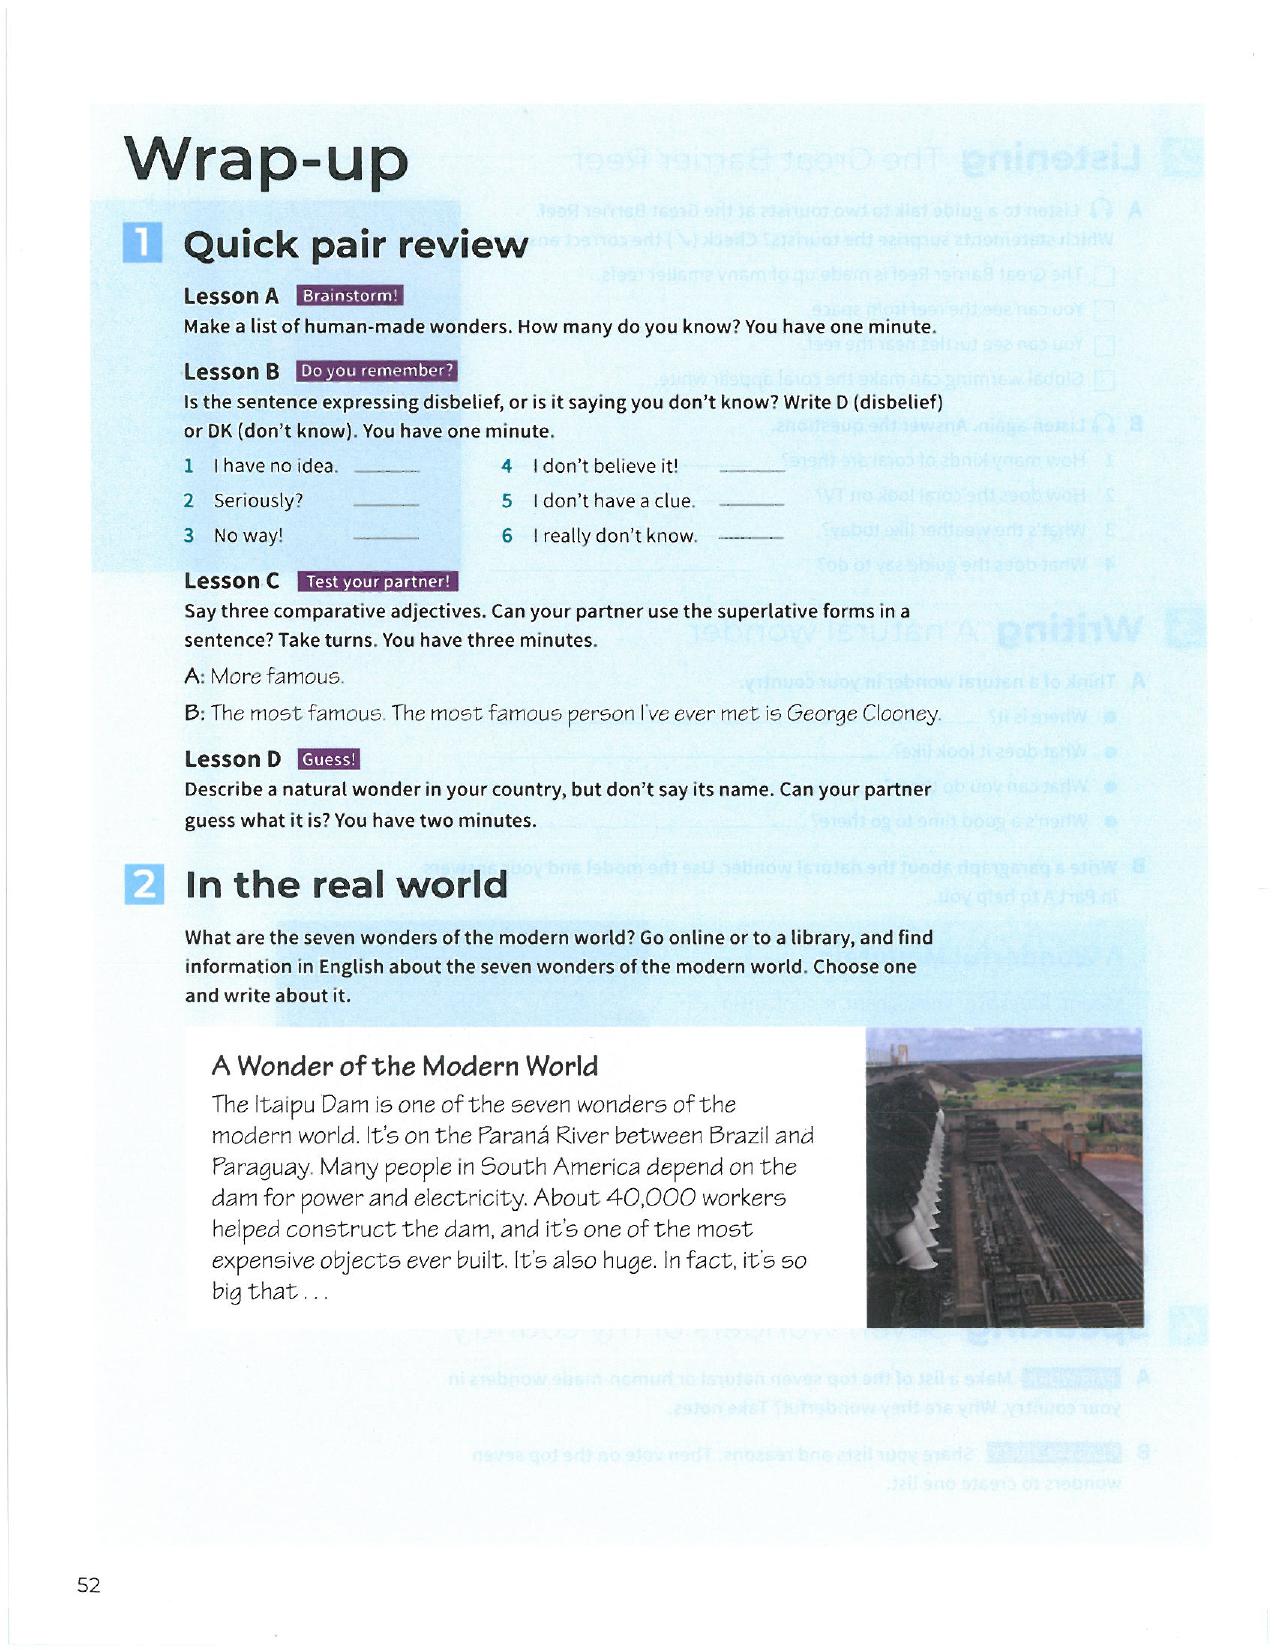 Wrap-up
1 Quick pair review
Lesson A Brainstorm!
Make a list of human-made wonders. How many do you know? You have one minute.
Lesson B Do you remember?
Is the sentence expressing disbelief, or is it saying you don't know? Write D (disbelief)
or DK (don't know). You have one minute.
1 I have no idea. ______ 4 I don't believe it! ______
2 Seriously? ______ 5 I don't have a clue. ______
3 No way! ______ 6 I really don't know. ______
Lesson C Test your partner!
Say three comparative adjectives. Can your partner use the superlative forms in a
sentence? Take turns. You have three minutes.
A: More famous.
B: The most famous. The most famous person I've ever met is George Clooney.
Lesson D Guess!
Describe a natural wonder in your country, but don't say its name. Can your partner
guess what it is? You have two minutes.
2 In the real world
What are the seven wonders of the modern world? Go online or to a library, and find
information in English about the seven wonders of the modern world. Choose one
and write about it.
A Wonder of the Modern World
The Itaipu Dam is one of the seven wonders of the
modern world. It's on the Paraná River between Brazil and
Paraguay. Many people in South America depend on the
dam for power and electricity. About 40,000 workers
helped construct the dam, and it's one of the most
expensive objects ever built. It's also huge. In fact, it's so
big that . . .
52